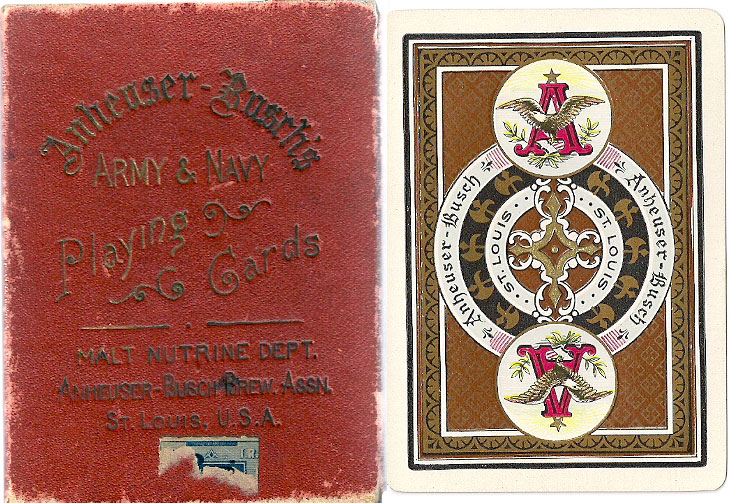 Anheuser-Busch's
ARMY & NAVY
Playing
Cards
MALT NUTRINE DEPT.
ANHEUSER-BUSCH BREW. ASSN.
ST. LOUIS, U.S.A.
I.R.
A
Anheuser-Busch
ST. LOUIS
ST. LOUIS
Anheuser-Busch
A